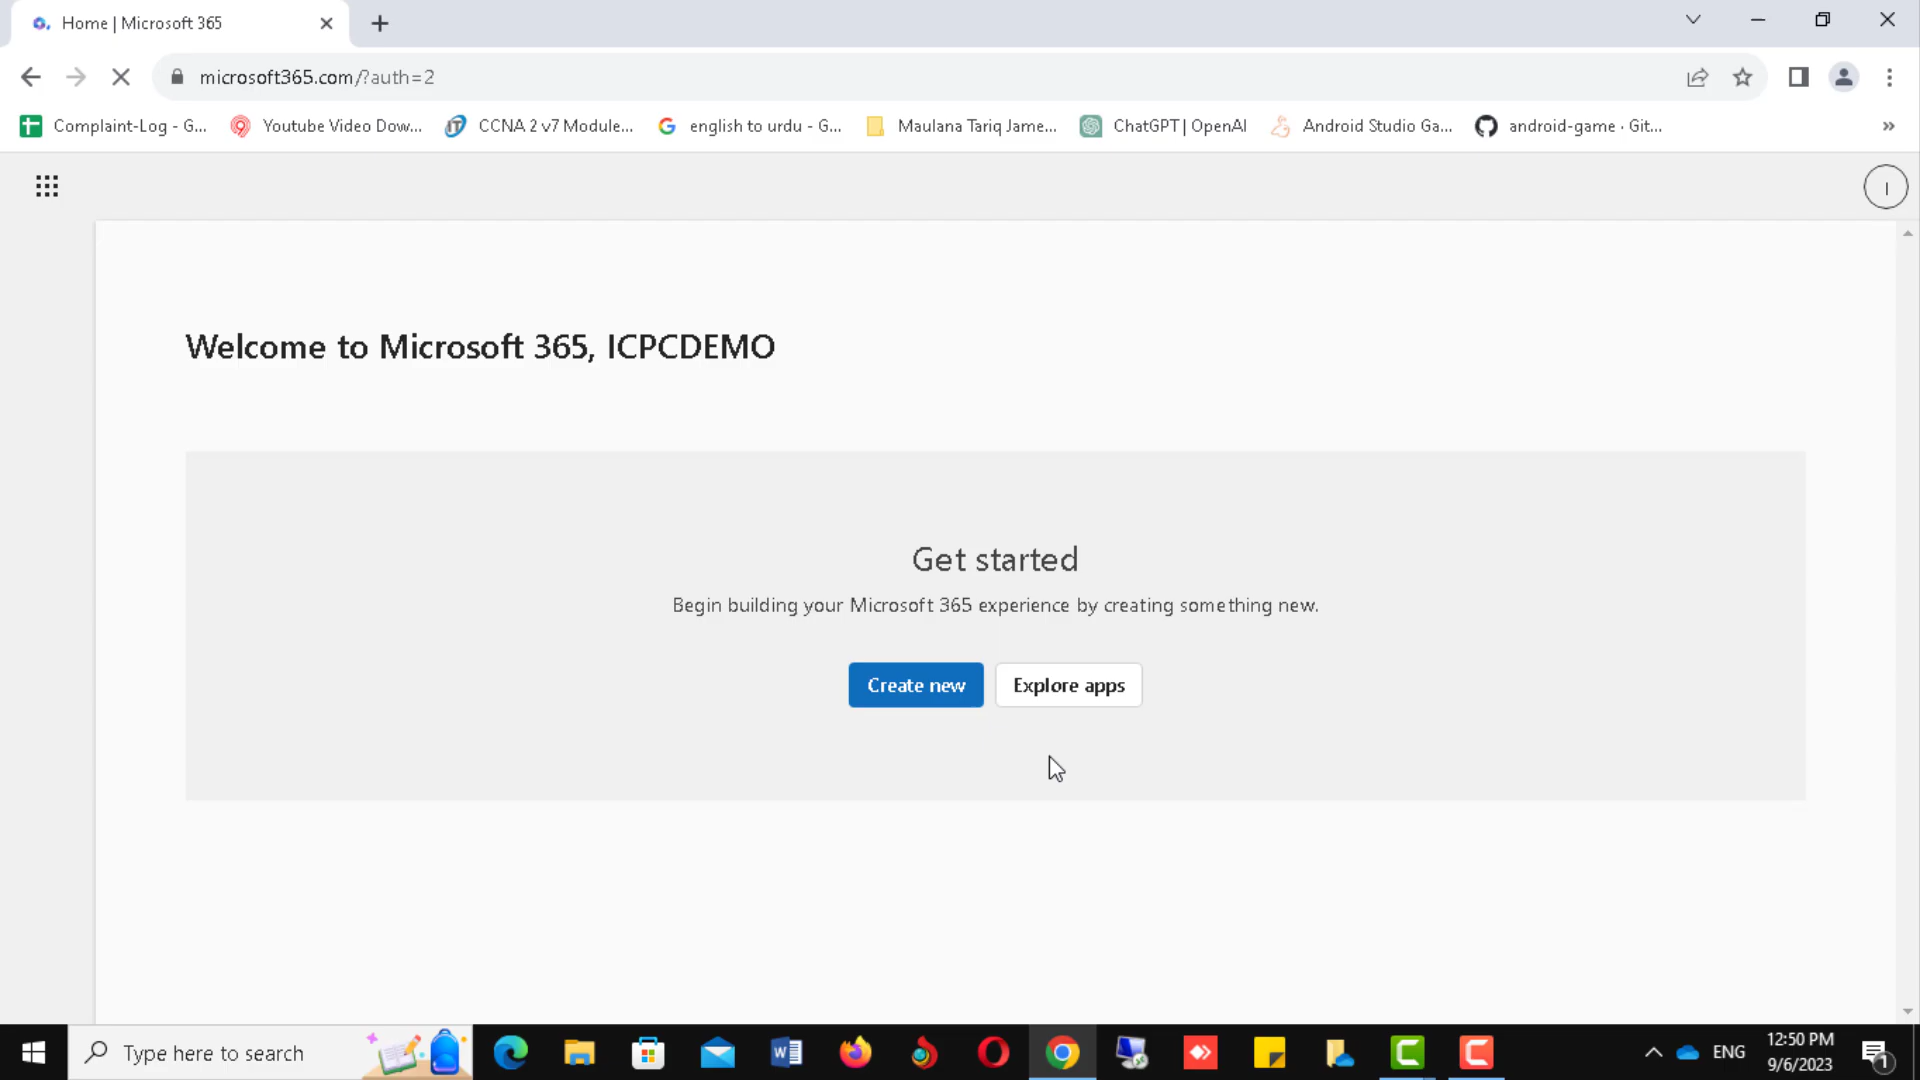 Home | Microsoft 365
microsoft365.com/?auth=2
Complaint-Log - G...
Youtube Video Dow...
CCNA 2 v7 Module...
english to urdu - G...
Maulana Tariq Jame...
ChatGPT | OpenAI
Android Studio Ga...
android-game · Git...
I
Welcome to Microsoft 365, ICPCDEMO
Get started
Begin building your Microsoft 365 experience by creating something new.
Create new
Explore apps
Type here to search
ENG
12:50 PM
9/6/2023
1